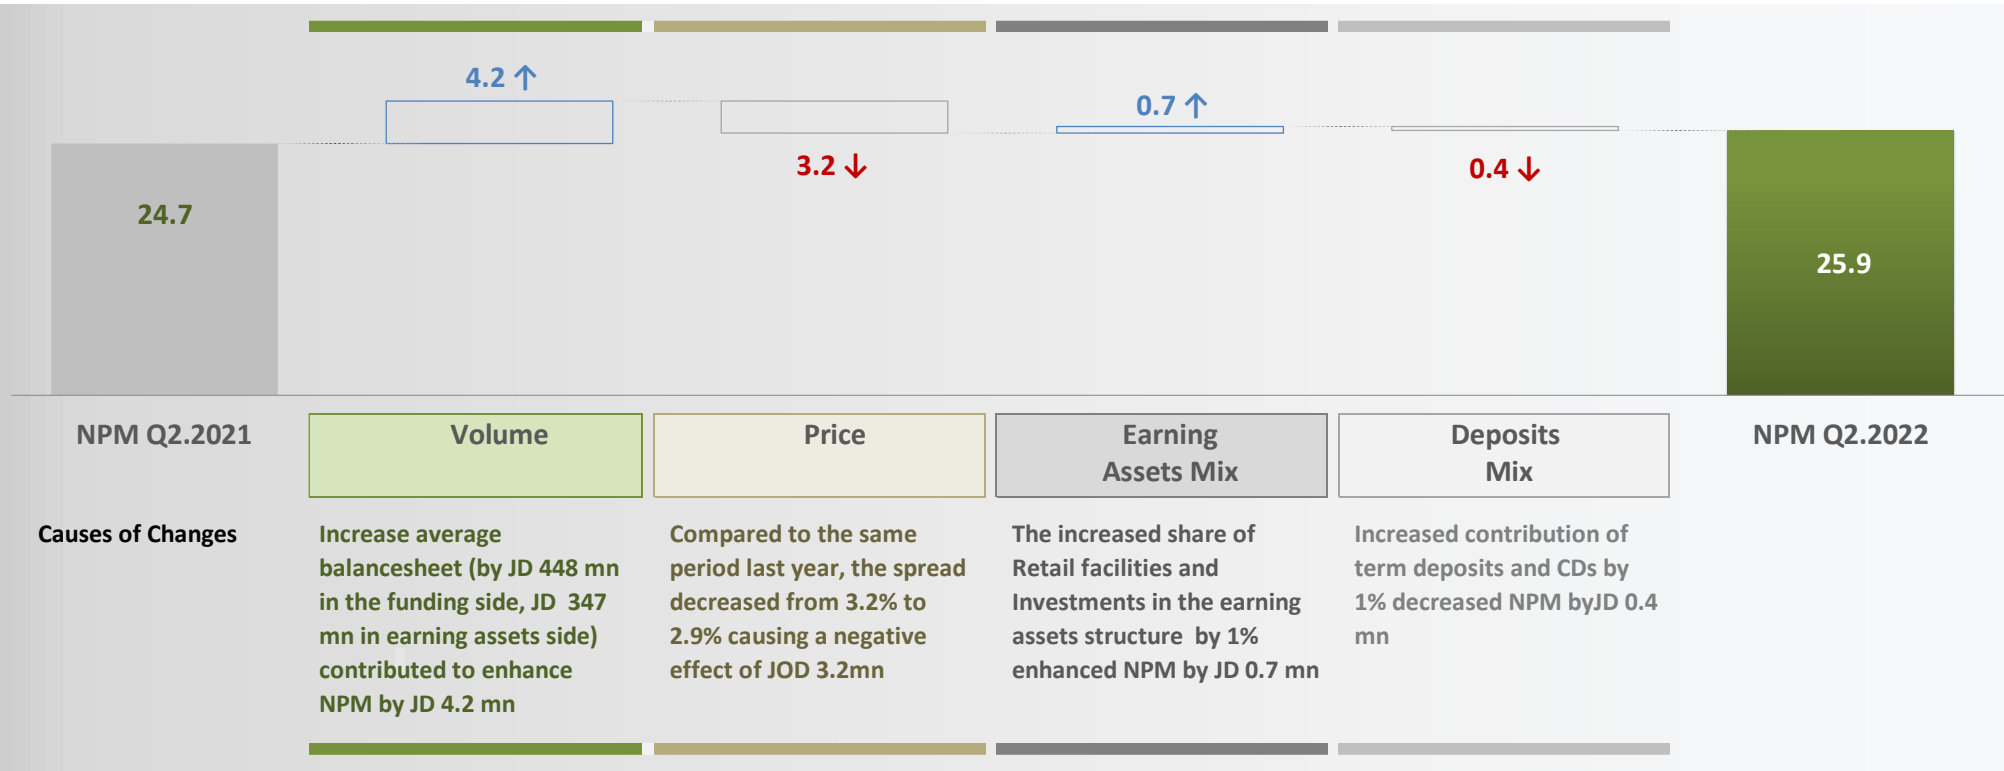 4.2 ↑
0.7 ↑
3.2 ↓
0.4 ↓
24.7
25.9
NPM Q2.2021
Volume
Price
Earning
Assets Mix
Deposits
Mix
NPM Q2.2022
Causes of Changes
Increase average
balancesheet (by JD 448 mn
in the funding side, JD 347
mn in earning assets side)
contributed to enhance
NPM by JD 4.2 mn
Compared to the same
period last year, the spread
decreased from 3.2% to
2.9% causing a negative
effect of JOD 3.2mn
The increased share of
Retail facilities and
Investments in the earning
assets structure by 1%
enhanced NPM by JD 0.7 mn
Increased contribution of
term deposits and CDs by
1% decreased NPM byJD 0.4
mn